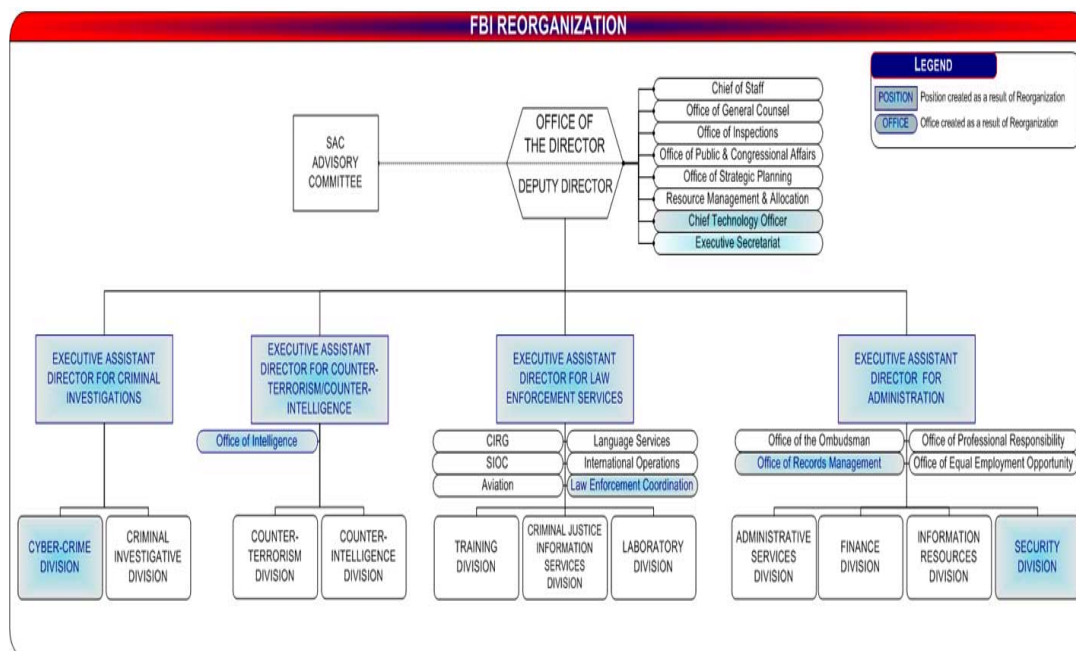 FBI REORGANIZATION
LEGEND
POSITION Position created as a result of Reorganization
OFFICE Office created as a result of Reorganization
SAC
ADVISORY
COMMITTEE
OFFICE OF
THE DIRECTOR
DEPUTY DIRECTOR
Chief of Staff
Office of General Counsel
Office of Inspections
Office of Public & Congressional Affairs
Office of Strategic Planning
Resource Management & Allocation
Chief Technology Officer
Executive Secretariat
EXECUTIVE ASSISTANT
DIRECTOR FOR CRIMINAL
INVESTIGATIONS
EXECUTIVE ASSISTANT
DIRECTOR FOR COUNTER-
TERRORISM/COUNTER-
INTELLIGENCE
EXECUTIVE ASSISTANT
DIRECTOR FOR LAW
ENFORCEMENT SERVICES
EXECUTIVE ASSISTANT
DIRECTOR FOR
ADMINISTRATION
Office of Intelligence
CIRG
SIOC
Aviation
Language Services
International Operations
Law Enforcement Coordination
Office of the Ombudsman
Office of Records Management
Office of Professional Responsibility
Office of Equal Employment Opportunity
CYBER-CRIME
DIVISION
CRIMINAL
INVESTIGATIVE
DIVISION
COUNTER-
TERRORISM
DIVISION
COUNTER-
INTELLIGENCE
DIVISION
TRAINING
DIVISION
CRIMINAL JUSTICE
INFORMATION
SERVICES
DIVISION
LABORATORY
DIVISION
ADMINISTRATIVE
SERVICES
DIVISION
FINANCE
DIVISION
INFORMATION
RESOURCES
DIVISION
SECURITY
DIVISION